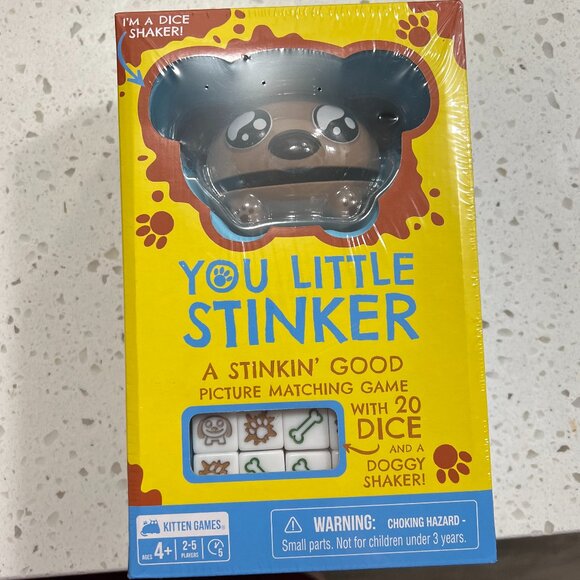 I'M A DICE
SHAKER!
YOU LITTLE
STINKER
A STINKIN' GOOD
PICTURE MATCHING GAME
WITH 20
DICE
AND A
DOGGY
SHAKER!
KITTEN GAMES®
AGES 4+
2-5
PLAYERS
5
WARNING: CHOKING HAZARD -
Small parts. Not for children under 3 years.